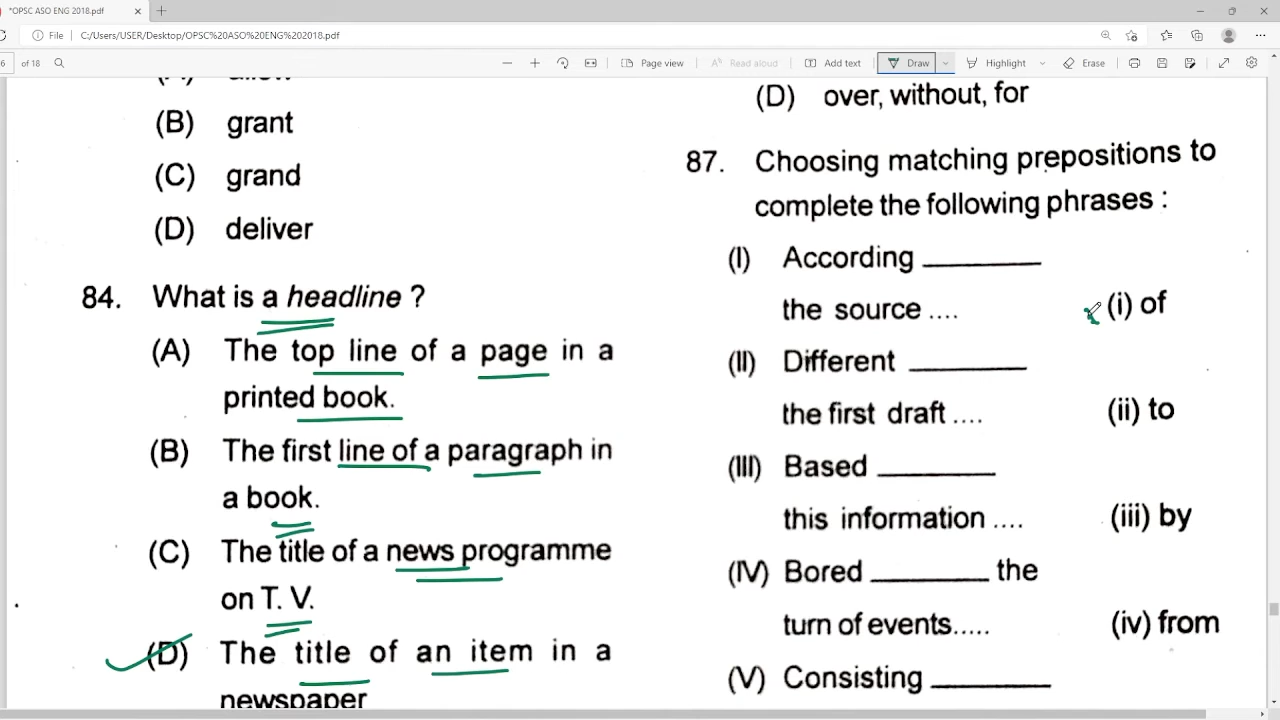 *OPSC ASO ENG 2018.pdf
File
C:/Users/USER/Desktop/OPSC%20ASO%20ENG%202018.pdf
6 of 18
Page view
Read aloud
Add text
Draw
Highlight
Erase
(B) grant
(C) grand
(D) deliver
84. What is a headline ?
(A) The top line of a page in a
printed book.
(B) The first line of a paragraph in
a book.
(C) The title of a news programme
on T. V.
(D) The title of an item in a
newspaper
(D) over, without, for
87. Choosing matching prepositions to
complete the following phrases :
(I) According ________
the source .... (i) of
(II) Different ________
the first draft .... (ii) to
(III) Based ________
this information .... (iii) by
(IV) Bored ________ the
turn of events..... (iv) from
(V) Consisting ________